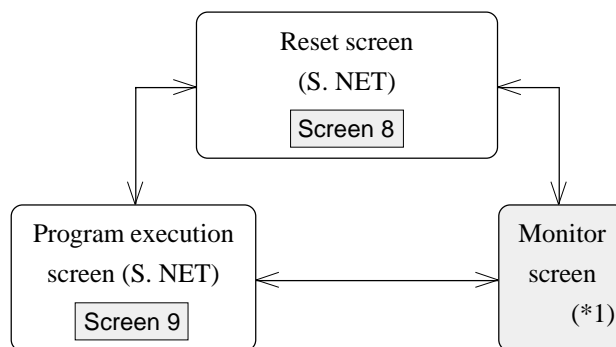 Reset screen
(S. NET)
Screen 8
Program execution
screen (S. NET)
Screen 9
Monitor
screen
(*1)